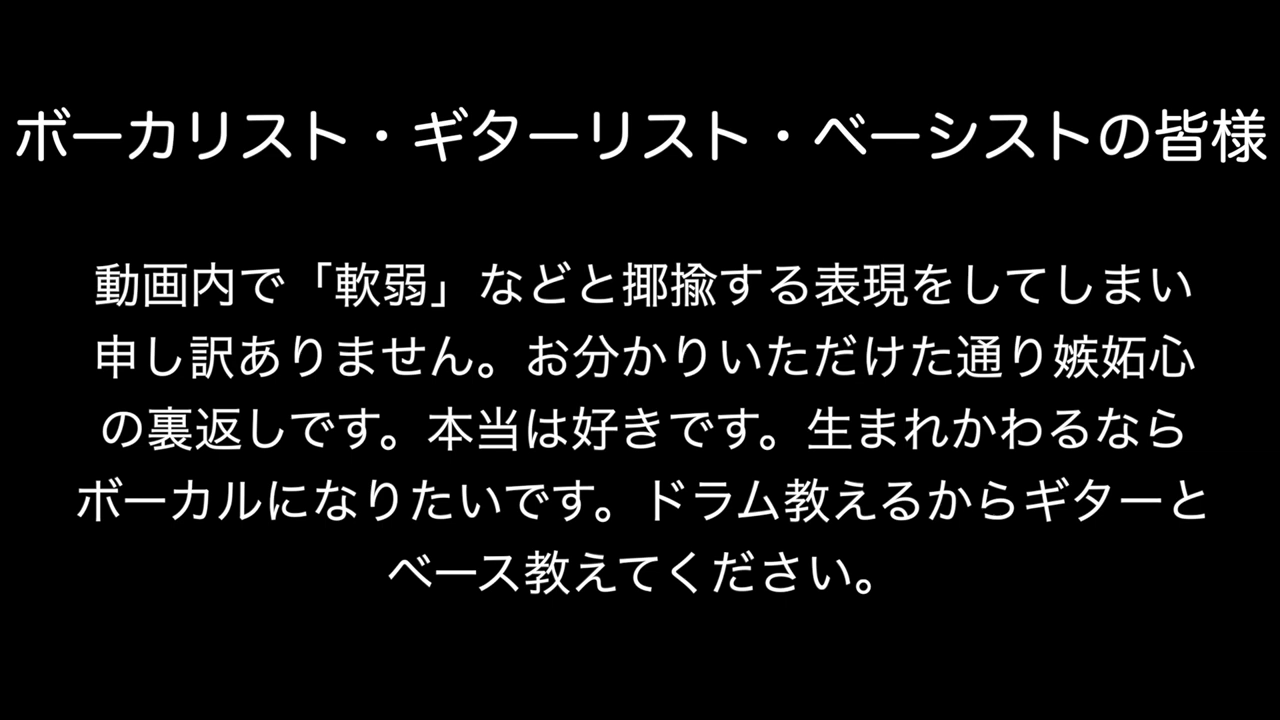 ボーカリスト・ギターリスト・ベーシストの皆様
動画内で「軟弱」などと揶揄する表現をしてしまい
申し訳ありません。お分かりいただけた通り嫉妬心
の裏返しです。本当は好きです。生まれかわるなら
ボーカルになりたいです。ドラム教えるからギターと
ベース教えてください。